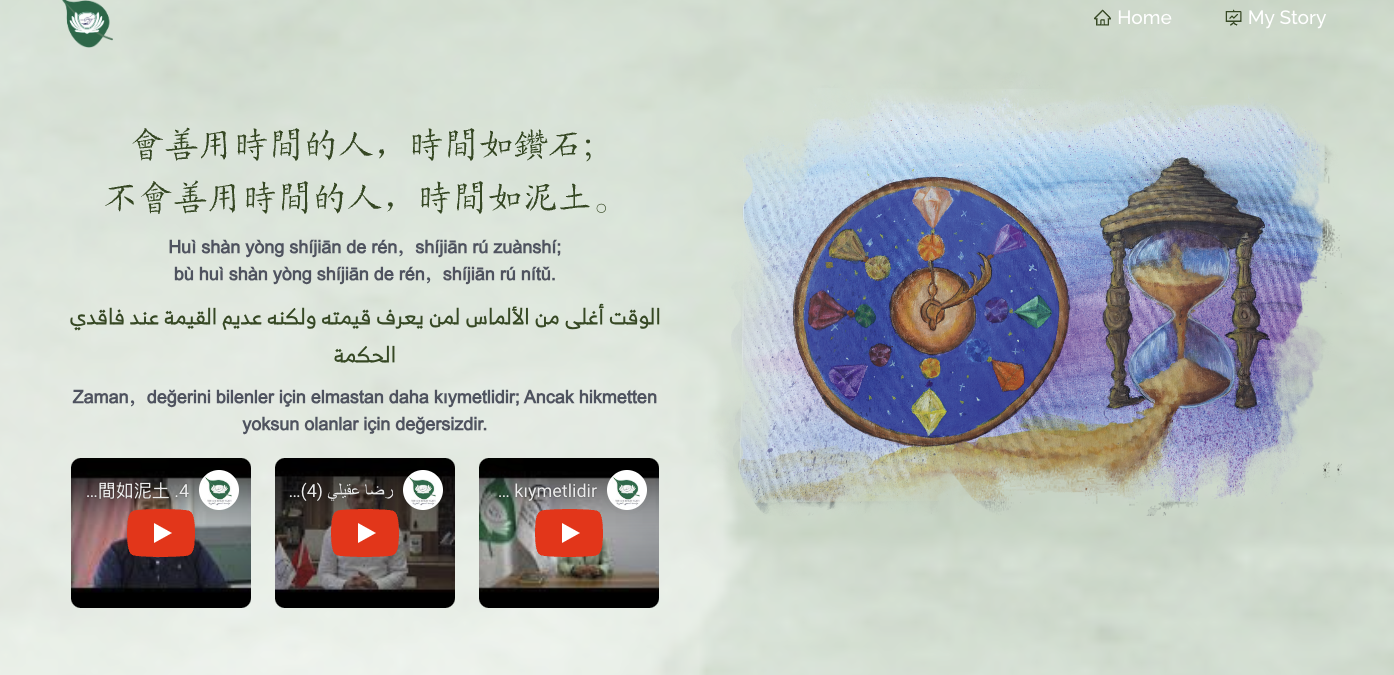 Home
My Story
會善用時間的人，時間如鑽石；
不會善用時間的人，時間如泥土。
Huì shàn yòng shíjiān de rén，shíjiān rú zuànshí;
bù huì shàn yòng shíjiān de rén，shíjiān rú nítǔ.
الوقت أغلى من الألماس لمن يعرف قيمته ولكنه عديم القيمة عند فاقدي
الحكمة
Zaman，değerini bilenler için elmastan daha kıymetlidir; Ancak hikmetten
yoksun olanlar için değersizdir.
4. 間如泥土...
رضا عقيلي (4)...
kıymetlidir ...